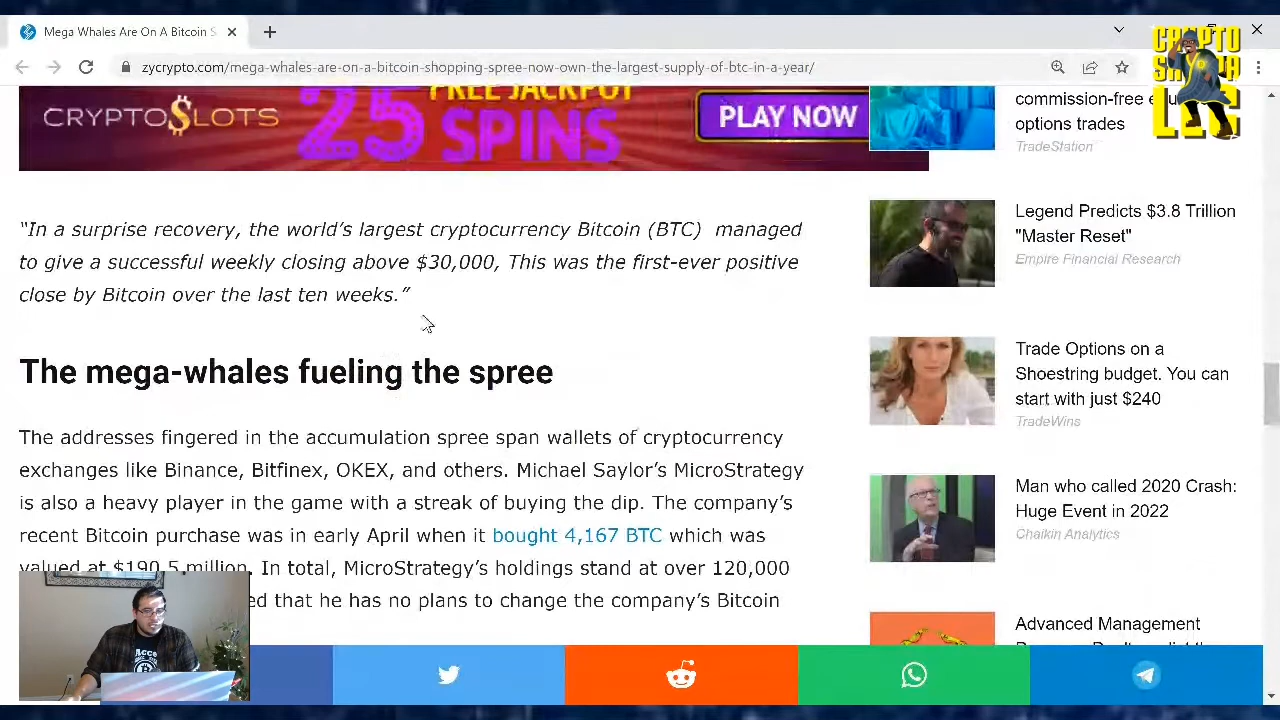 Mega Whales Are On A Bitcoin S
zycrypto.com/mega-whales-are-on-a-bitcoin-shopping-spree-now-own-the-largest-supply-of-btc-in-a-year/
CRYPTO
LEG
CRYPTO$LOTS
25
FREE JACKPOT
SPINS
PLAY NOW
commission-free
options trades
TradeStation
“In a surprise recovery, the world’s largest cryptocurrency Bitcoin (BTC) managed
to give a successful weekly closing above $30,000, This was the first-ever positive
close by Bitcoin over the last ten weeks.”
Legend Predicts $3.8 Trillion
"Master Reset"
Empire Financial Research
The mega-whales fueling the spree
Trade Options on a
Shoestring budget. You can
start with just $240
TradeWins
The addresses fingered in the accumulation spree span wallets of cryptocurrency
exchanges like Binance, Bitfinex, OKEX, and others. Michael Saylor’s MicroStrategy
is also a heavy player in the game with a streak of buying the dip. The company’s
recent Bitcoin purchase was in early April when it bought 4,167 BTC which was
valued at $190.5 million. In total, MicroStrategy’s holdings stand at over 120,000
that he has no plans to change the company’s Bitcoin
Man who called 2020 Crash:
Huge Event in 2022
Chaikin Analytics
Advanced Management